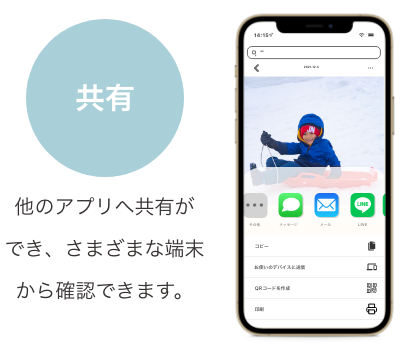 共有
他のアプリへ共有が
でき、さまざまな端末
から確認できます。
14:15
その他
メッセージ
メール
LINE
LINE
コピー
お使いのデバイスに送信
QRコードを作成
印刷